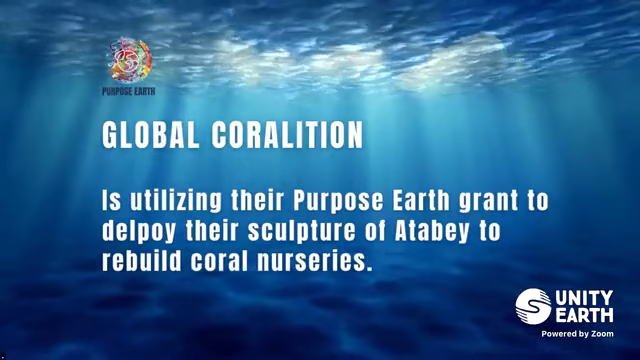 PURPOSE EARTH
GLOBAL CORALITION
Is utilizing their Purpose Earth grant to
delpoy their sculpture of Atabey to
rebuild coral nurseries.
UNITY
EARTH
Powered by Zoom